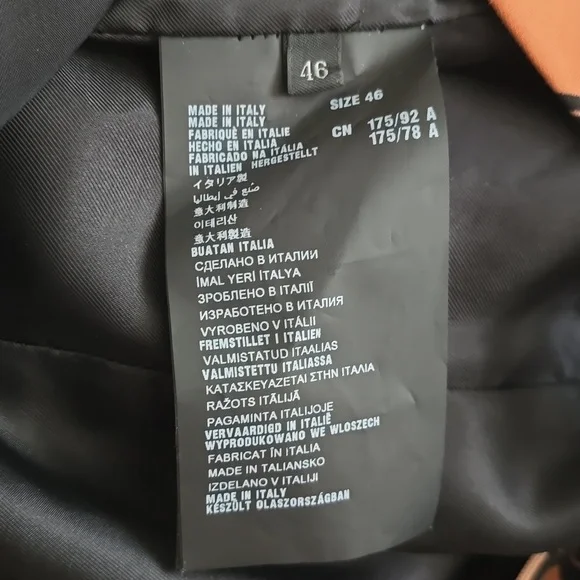 46
SIZE 46
CN 175/92 A
175/78 A
MADE IN ITALY
MADE IN ITALY
FABRIQUÈ EN ITALIE
HECHO EN ITALIA
FABRICADO NA ITÁLIA
IN ITALIEN HERGESTELLT
イタリア製
صنع في إيطاليا
意大利制造
이태리산
意大利製造
BUATAN ITALIA
СДЕЛАНО В ИТАЛИИ
İMAL YERİ İTALYA
ЗРОБЛЕНО В ІТАЛІЇ
ИЗРАБОТЕНО В ИТАЛИЯ
VYROBENO V ITÁLII
FREMSTILLET I ITALIEN
VALMISTATUD ITAALIAS
VALMISTETTU ITALIASSA
ΚΑΤΑΣΚΕΥΑΖΕΤΑΙ ΣΤΗΝ ΙΤΑΛΙΑ
RAŽOTS ITĀLIJĀ
PAGAMINTA ITALIJOJE
VERVAARDIGD IN ITALIË
WYPRODUKOWANO WE WLOSZECH
FABRICAT ÎN ITALIA
MADE IN TALIANSKO
IZDELANO V ITALIJI
MADE IN ITALY
KÉSZÜLT OLASZORSZÁGBAN